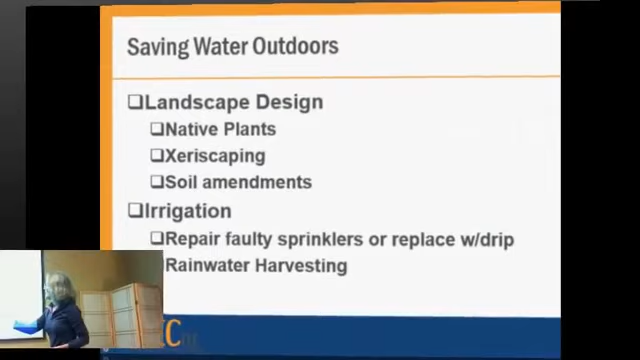 Saving Water Outdoors
❑Landscape Design
❑Native Plants
❑Xeriscaping
❑Soil amendments
❑Irrigation
❑Repair faulty sprinklers or replace w/drip
Rainwater Harvesting